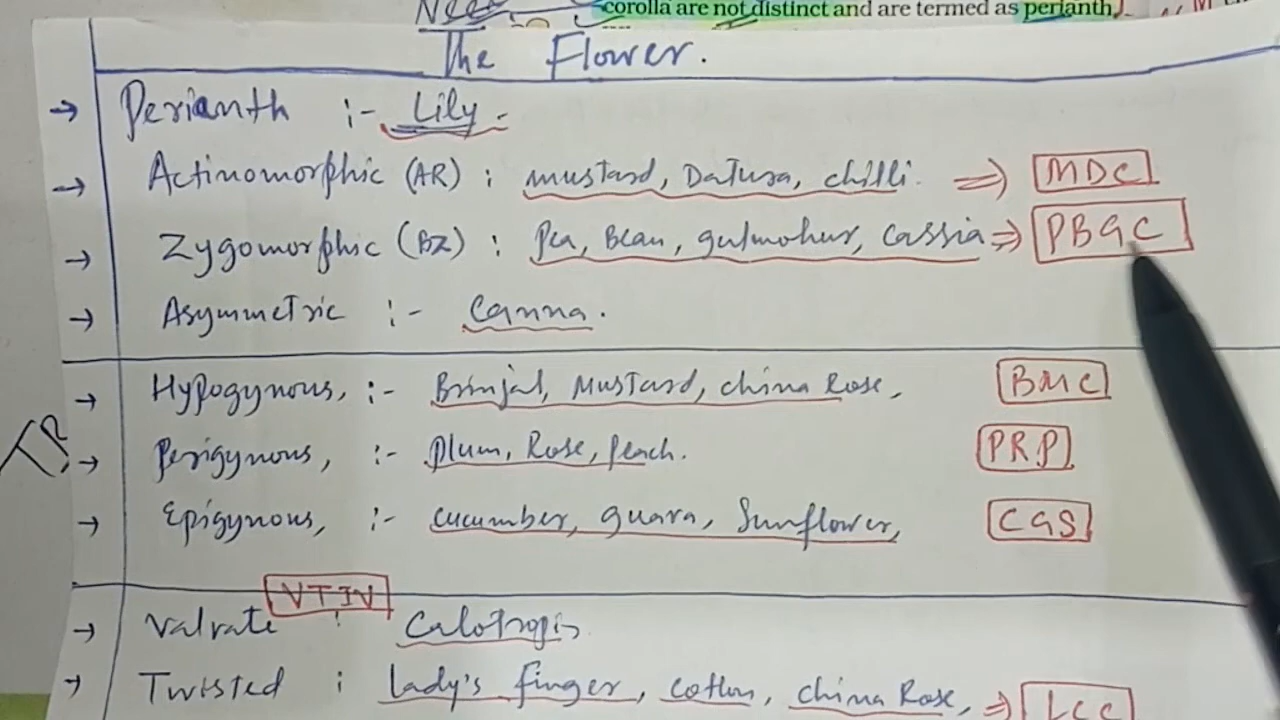 Need
corolla are not distinct and are termed as perianth
The Flower.
→ Perianth :- Lily.
→ Actinomorphic (AR) : mustard, Datura, chilli. ⇒ MDC
→ Zygomorphic (BZ) : Pea, Bean, gulmohur, cassia ⇒ PBGC
→ Asymmetric :- Canna.
→ Hypogynous, :- Brinjal, Mustard, china Rose, BMC
→ Perigynous, :- plum, Rose, peach. PRP
→ Epigynous, :- cucumber, guava, Sunflower, CGS
VTIV
→ Valvate : Calotropis
→ Twisted : lady's finger, cotton, china Rose, ⇒ LCC